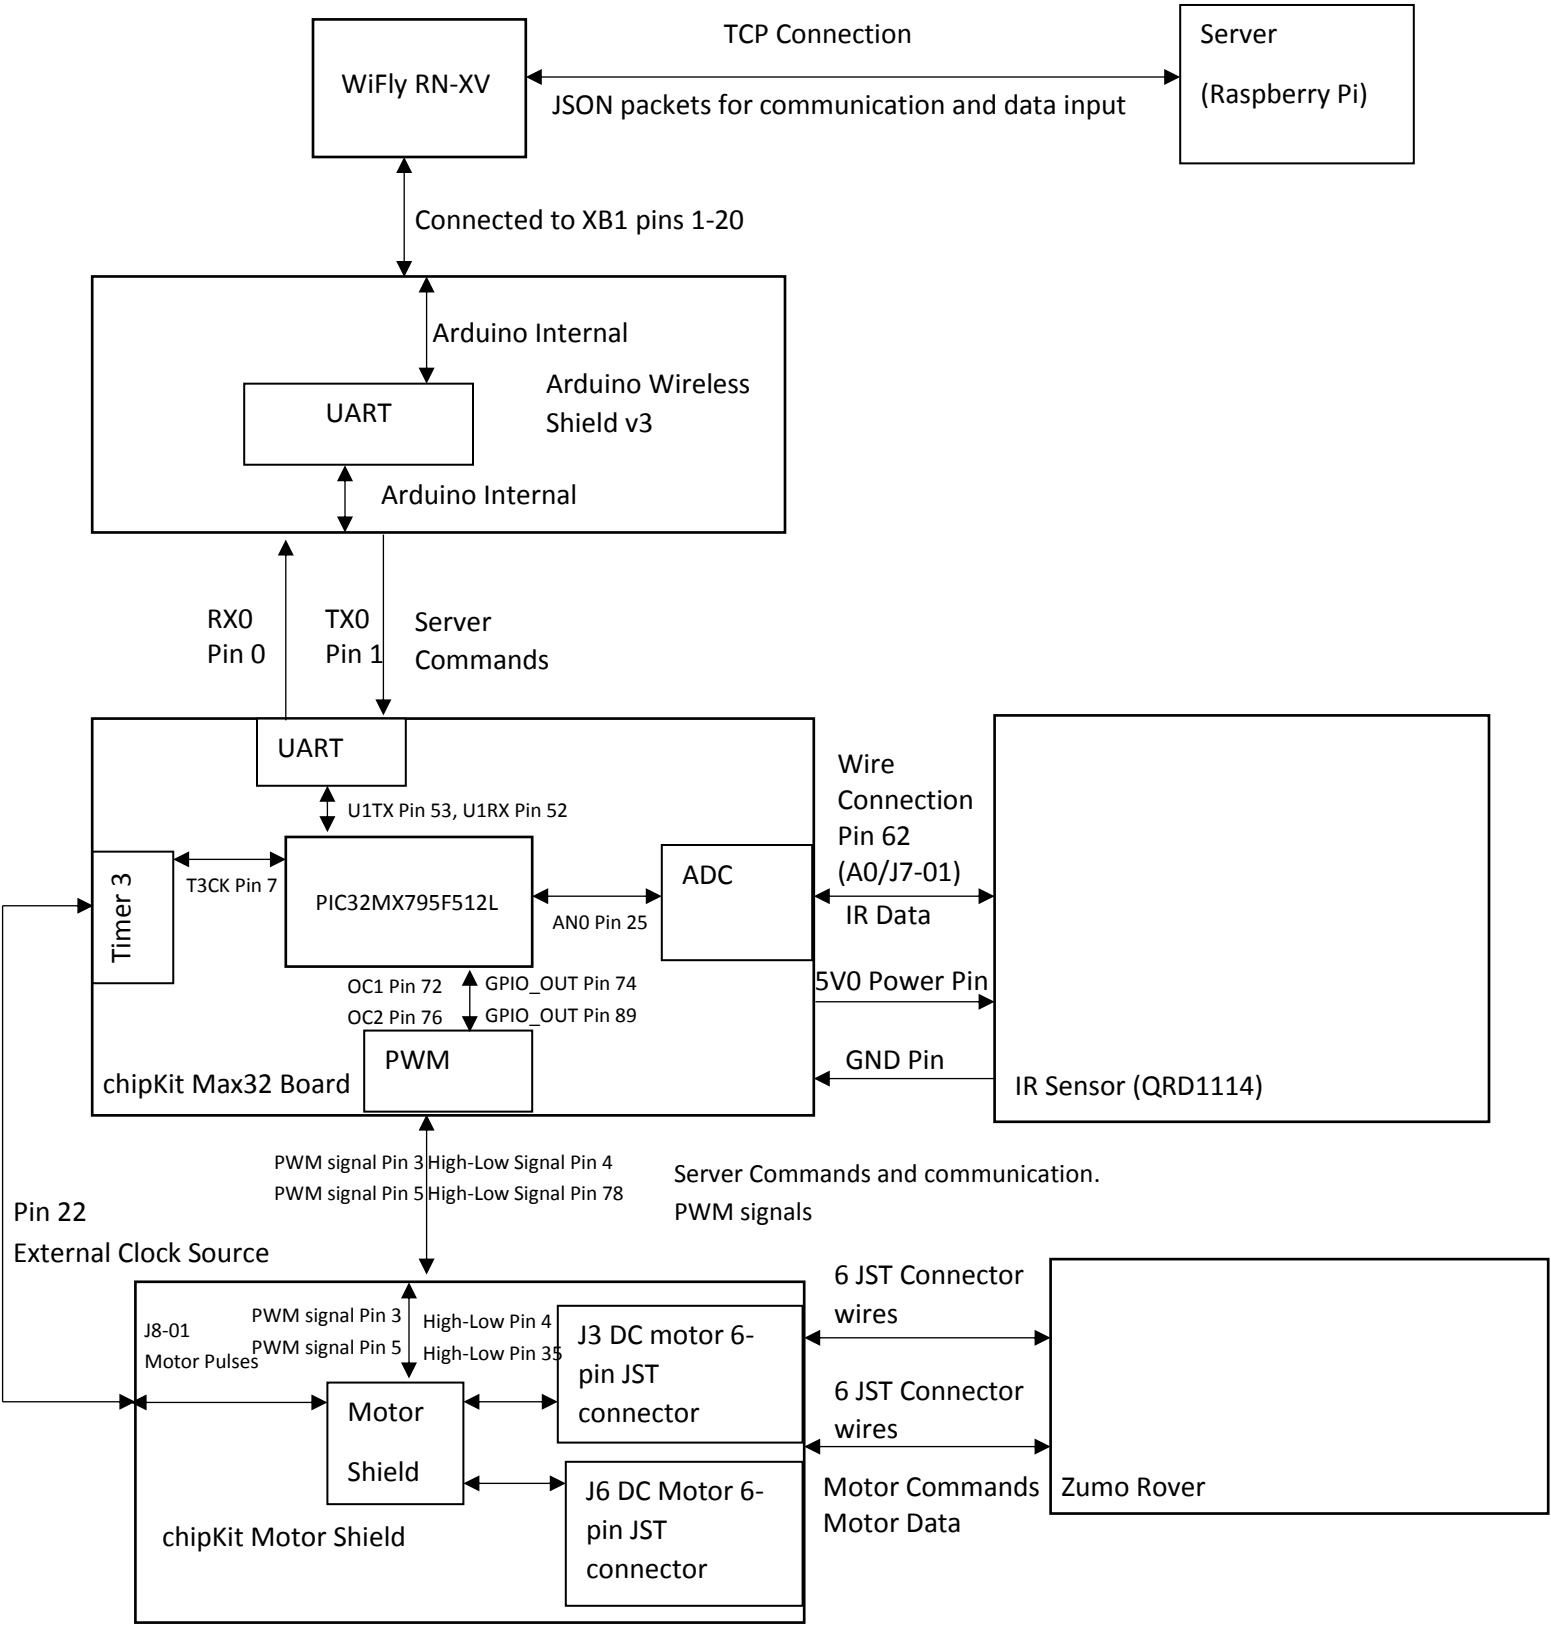 TCP Connection
Server
(Raspberry Pi)
WiFly RN-XV
JSON packets for communication and data input
Connected to XB1 pins 1-20
Arduino Internal
Arduino Wireless
Shield v3
UART
Arduino Internal
RX0
Pin 0
TX0
Pin 1
Server
Commands
UART
U1TX Pin 53, U1RX Pin 52
Timer 3
T3CK Pin 7
PIC32MX795F512L
ADC
AN0 Pin 25
Wire
Connection
Pin 62
(A0/J7-01)
IR Data
5V0 Power Pin
GND Pin
IR Sensor (QRD1114)
OC1 Pin 72
OC2 Pin 76
GPIO_OUT Pin 74
GPIO_OUT Pin 89
PWM
chipKit Max32 Board
PWM signal Pin 3
PWM signal Pin 5
High-Low Signal Pin 4
High-Low Signal Pin 78
Server Commands and communication.
PWM signals
Pin 22
External Clock Source
J8-01
Motor Pulses
PWM signal Pin 3
PWM signal Pin 5
High-Low Pin 4
High-Low Pin 35
J3 DC motor 6-
pin JST
connector
Motor
Shield
J6 DC Motor 6-
pin JST
connector
chipKit Motor Shield
6 JST Connector
wires
6 JST Connector
wires
Motor Commands
Motor Data
Zumo Rover